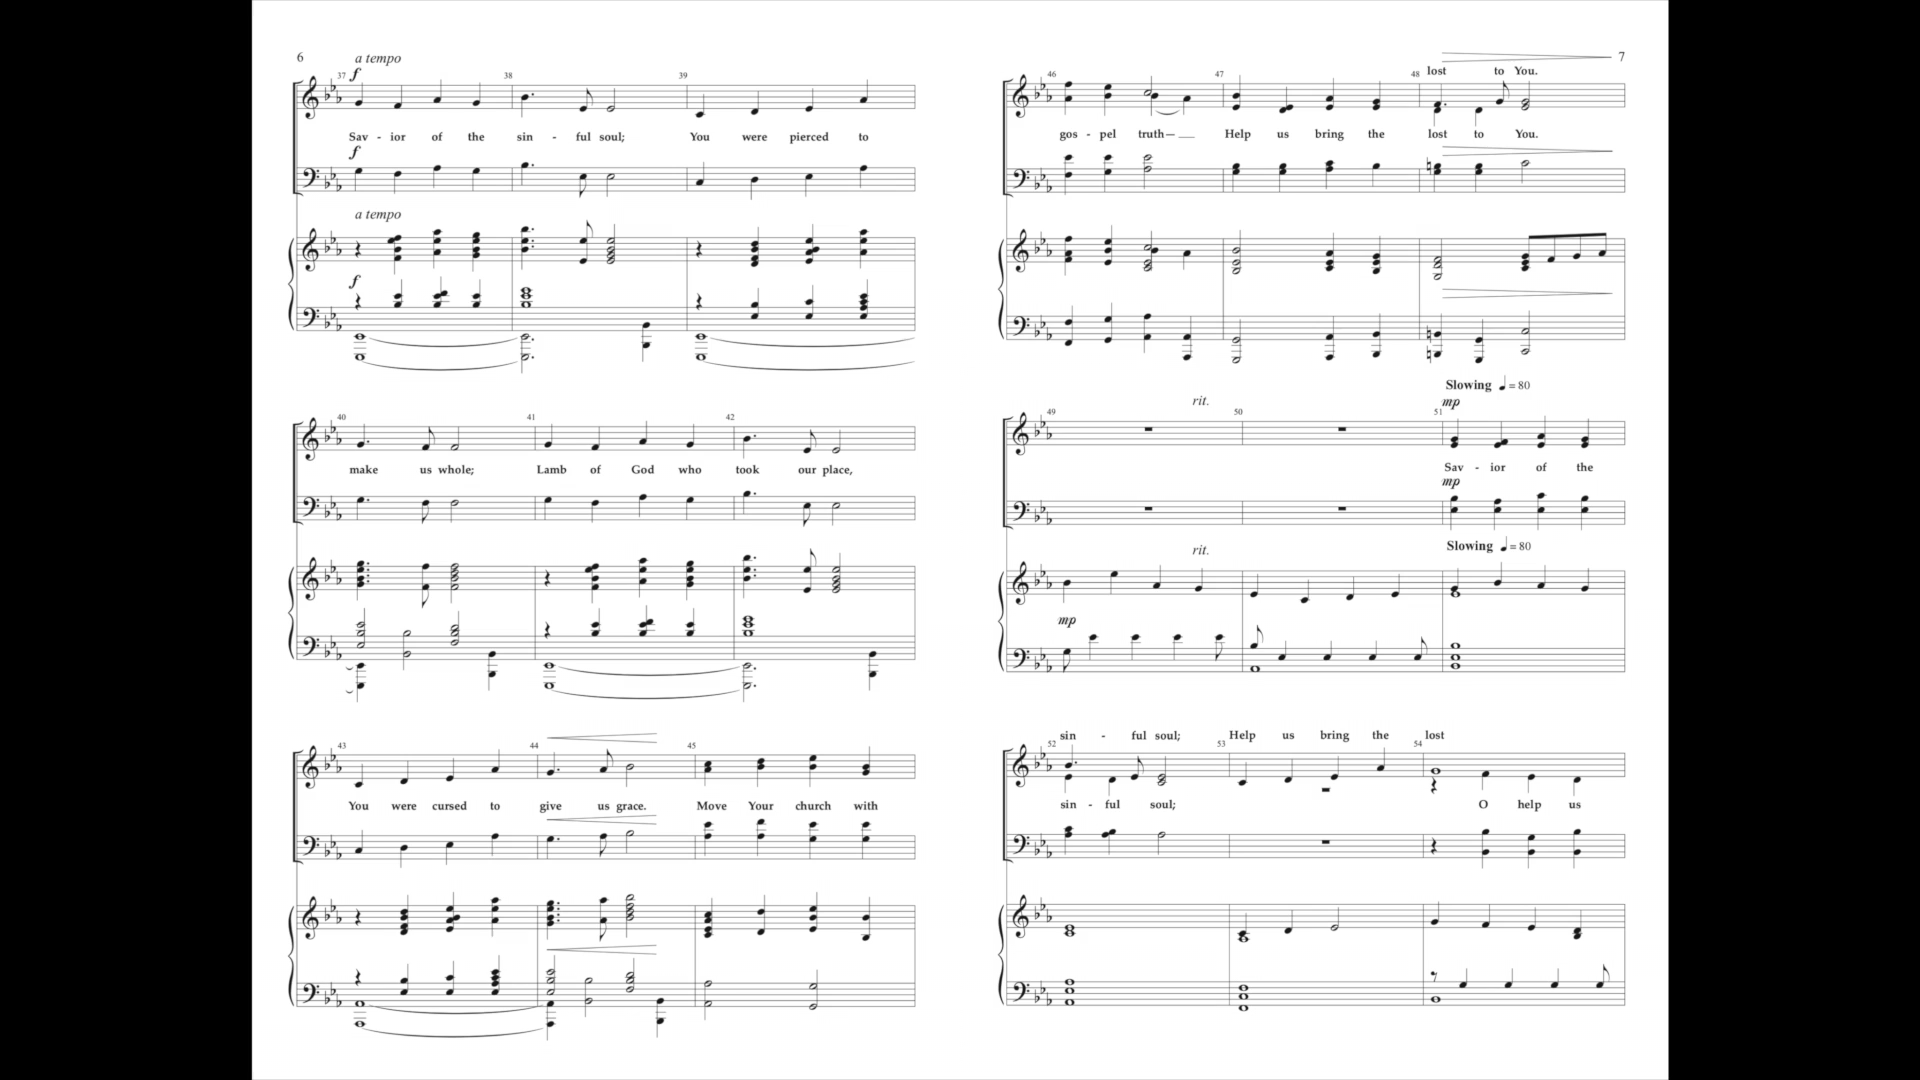 6
a tempo
37 f 38 39
Sav - ior of the sin - ful soul; You were pierced to
f
a tempo
f
40 41 42
make us whole; Lamb of God who took our place,
43 44 45
You were cursed to give us grace. Move Your church with
7
lost to You.
46 47 48
gos - pel truth— Help us bring the lost to You.
Slowing ♩ = 80
rit. mp
49 50 51
Sav - ior of the
mp
rit. Slowing ♩ = 80
mp
sin - ful soul; Help us bring the lost
52 53 54
sin - ful soul; O help us